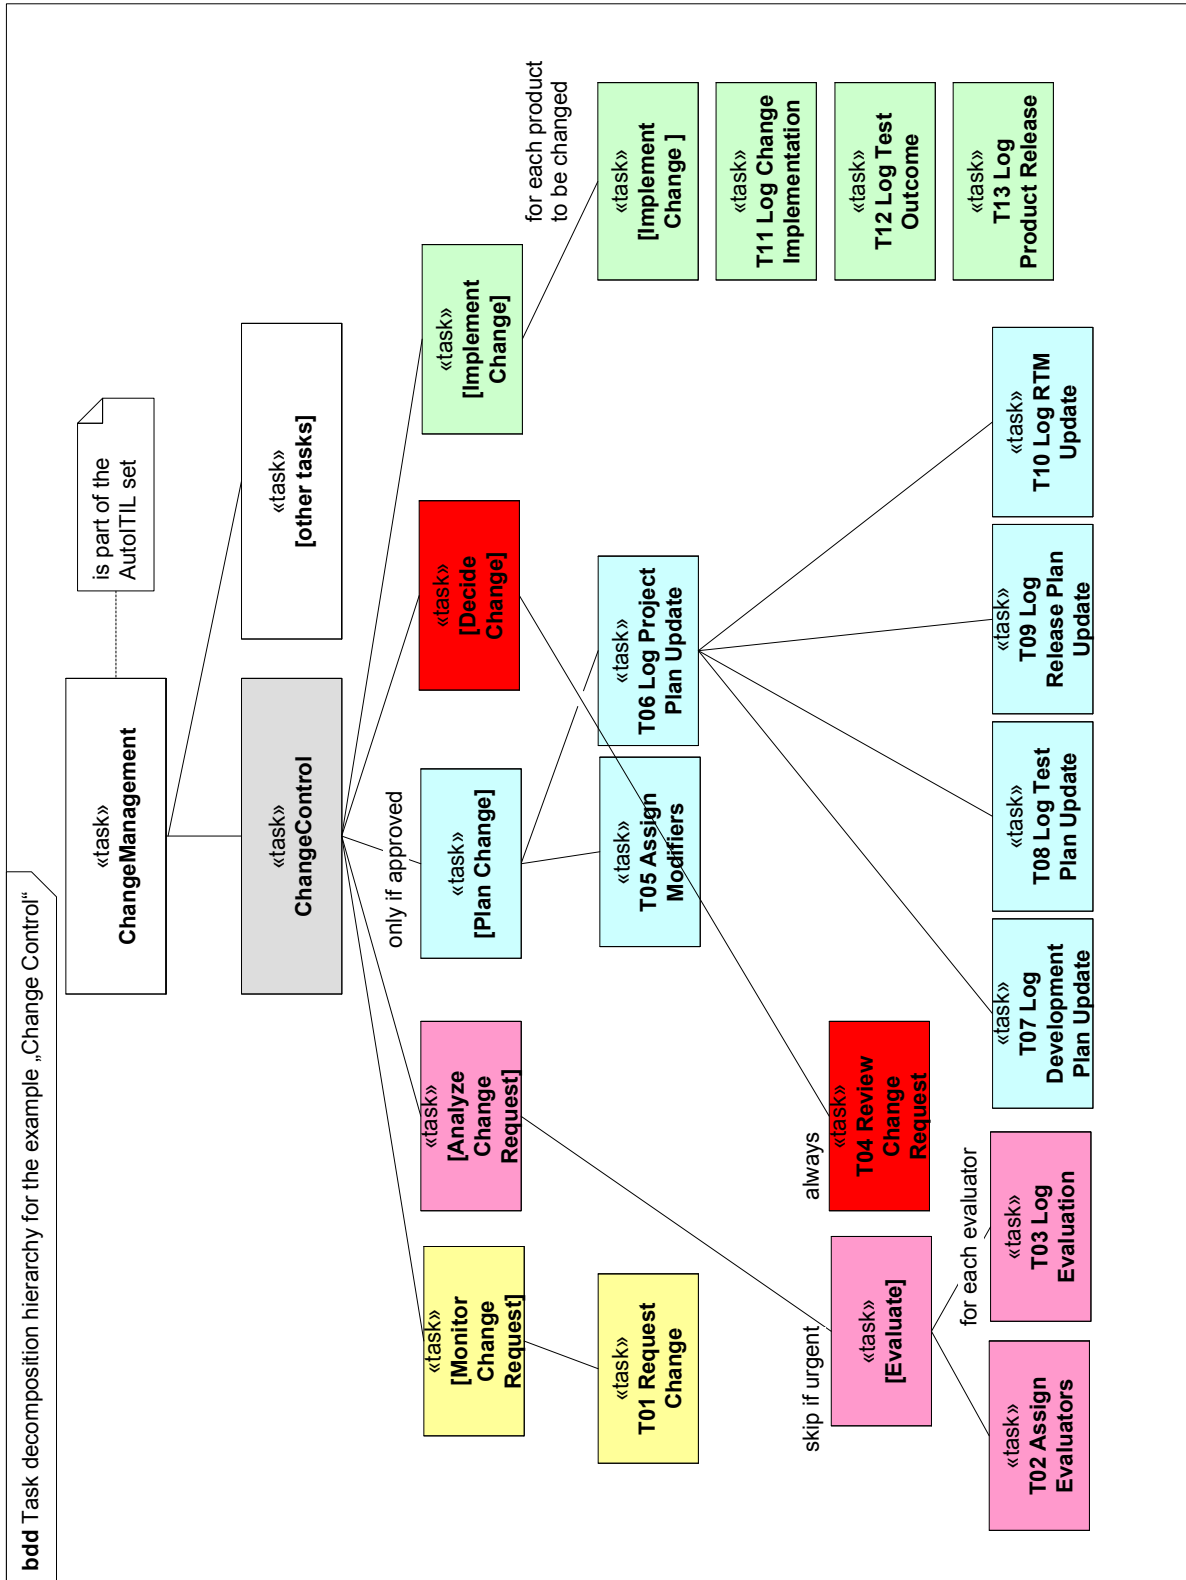 bdd Task decomposition hierarchy for the example „Change Control“
«task»
ChangeManagement
is part of the
AutoITIL set
«task»
ChangeControl
«task»
[other tasks]
«task»
[Monitor
Change
Request]
«task»
[Analyze
Change
Request]
only if approved
«task»
[Plan Change]
«task»
[Decide
Change]
«task»
[Implement
Change]
for each product
to be changed
«task»
T01 Request
Change
«task»
T05 Assign
Modifiers
«task»
T06 Log Project
Plan Update
«task»
[Implement
Change ]
«task»
T11 Log Change
Implementation
skip if urgent
«task»
[Evaluate]
always
«task»
T04 Review
Change
Request
«task»
T12 Log Test
Outcome
for each evaluator
«task»
T02 Assign
Evaluators
«task»
T03 Log
Evaluation
«task»
T07 Log
Development
Plan Update
«task»
T08 Log Test
Plan Update
«task»
T09 Log
Release Plan
Update
«task»
T10 Log RTM
Update
«task»
T13 Log
Product Release